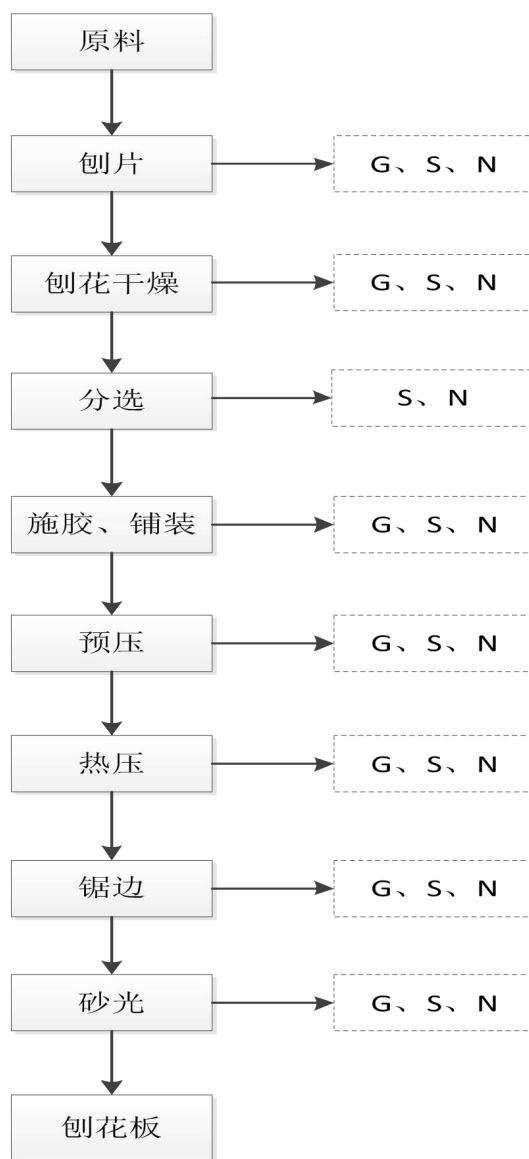 原料
刨片
G、S、N
刨花干燥
G、S、N
分选
S、N
施胶、铺装
G、S、N
预压
G、S、N
热压
G、S、N
锯边
G、S、N
砂光
G、S、N
刨花板